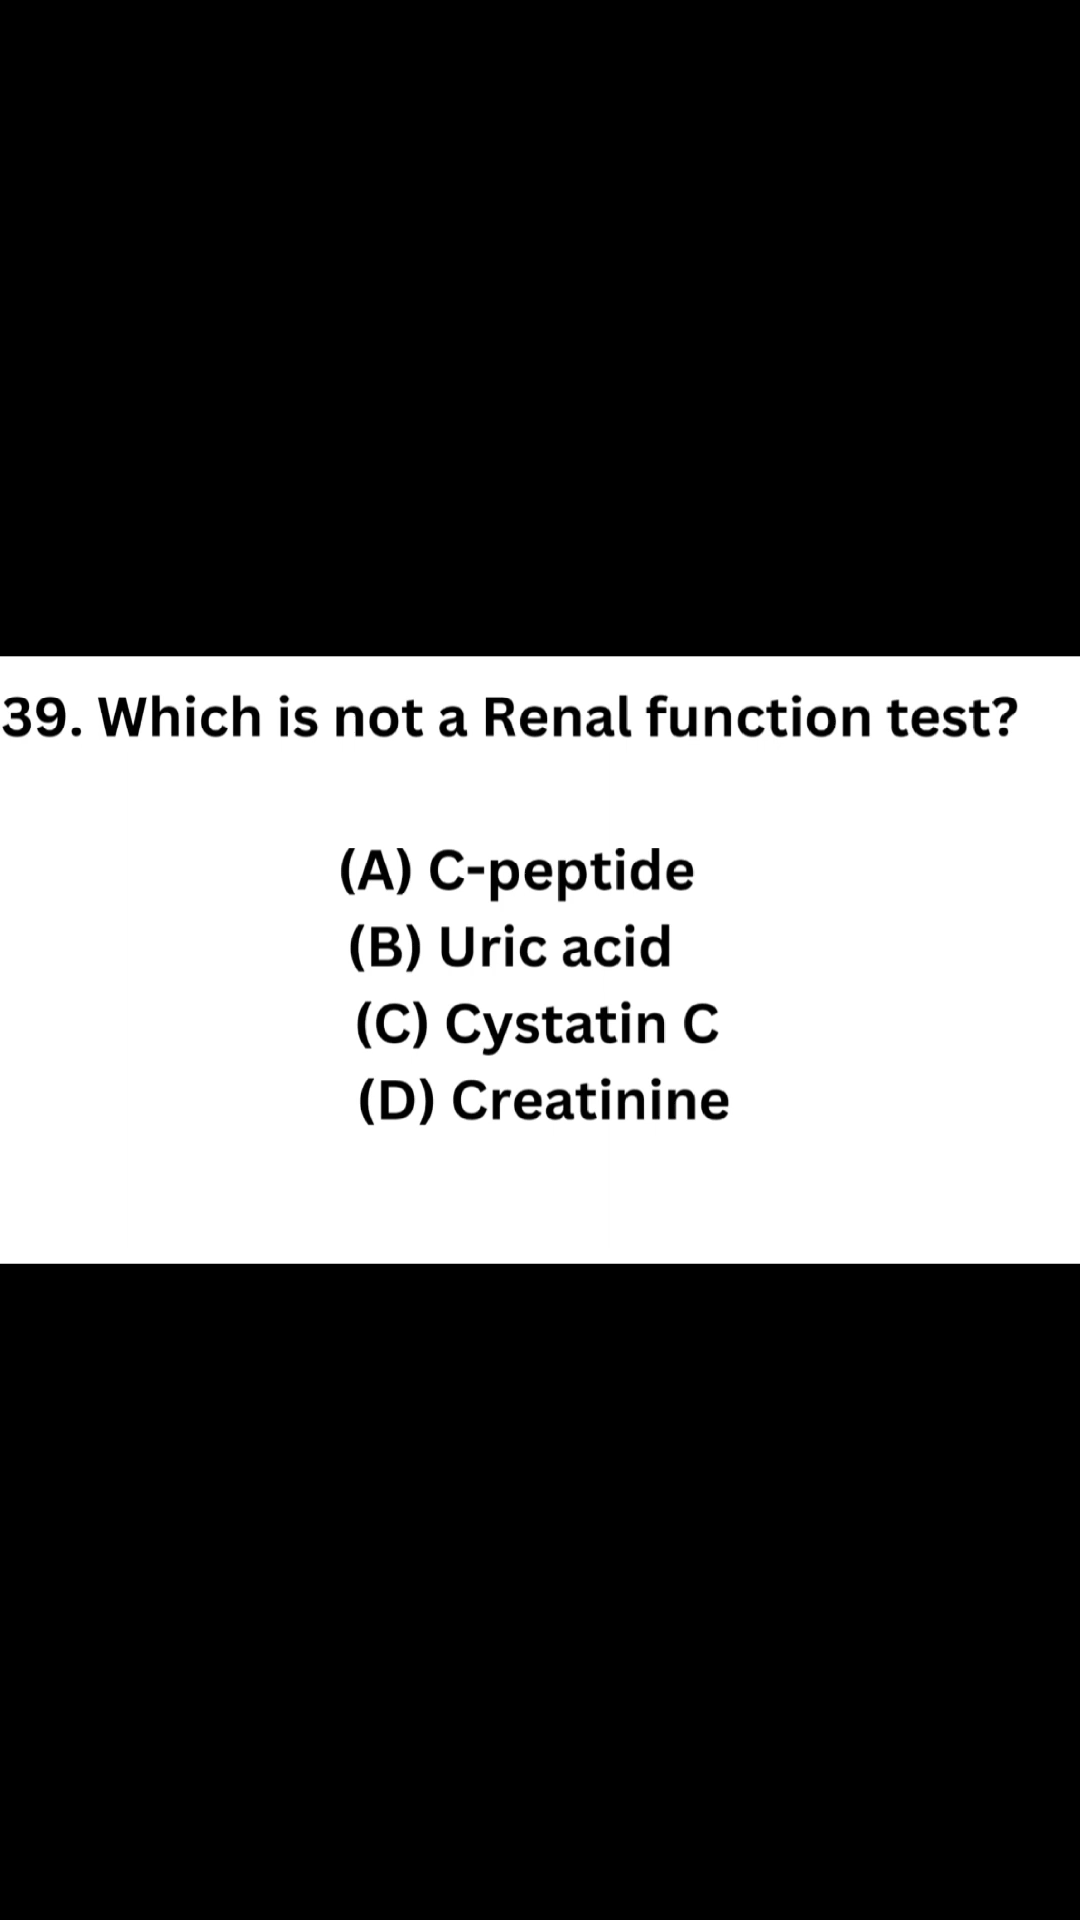 39. Which is not a Renal function test?
(A) C-peptide
(B) Uric acid
(C) Cystatin C
(D) Creatinine